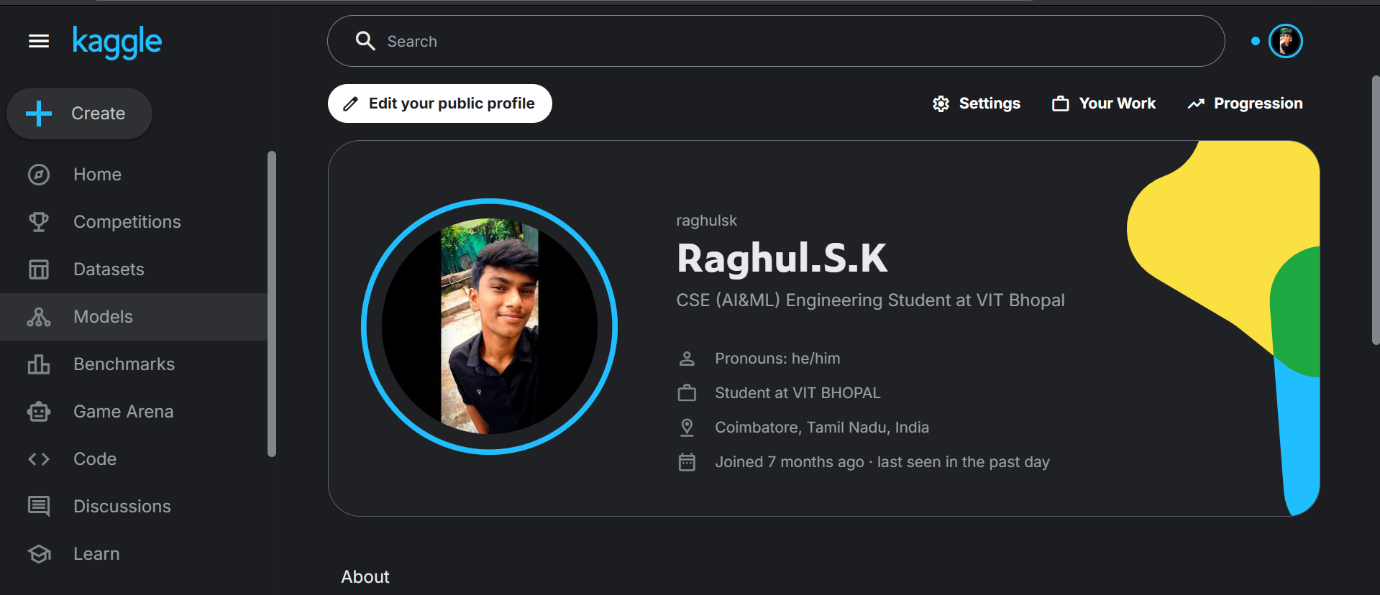 kaggle
Search
Create
Home
Competitions
Datasets
Models
Benchmarks
Game Arena
Code
Discussions
Learn
Edit your public profile
Settings
Your Work
Progression
raghulsk
Raghul.S.K
CSE (AI&ML) Engineering Student at VIT Bhopal
Pronouns: he/him
Student at VIT BHOPAL
Coimbatore, Tamil Nadu, India
Joined 7 months ago · last seen in the past day
About